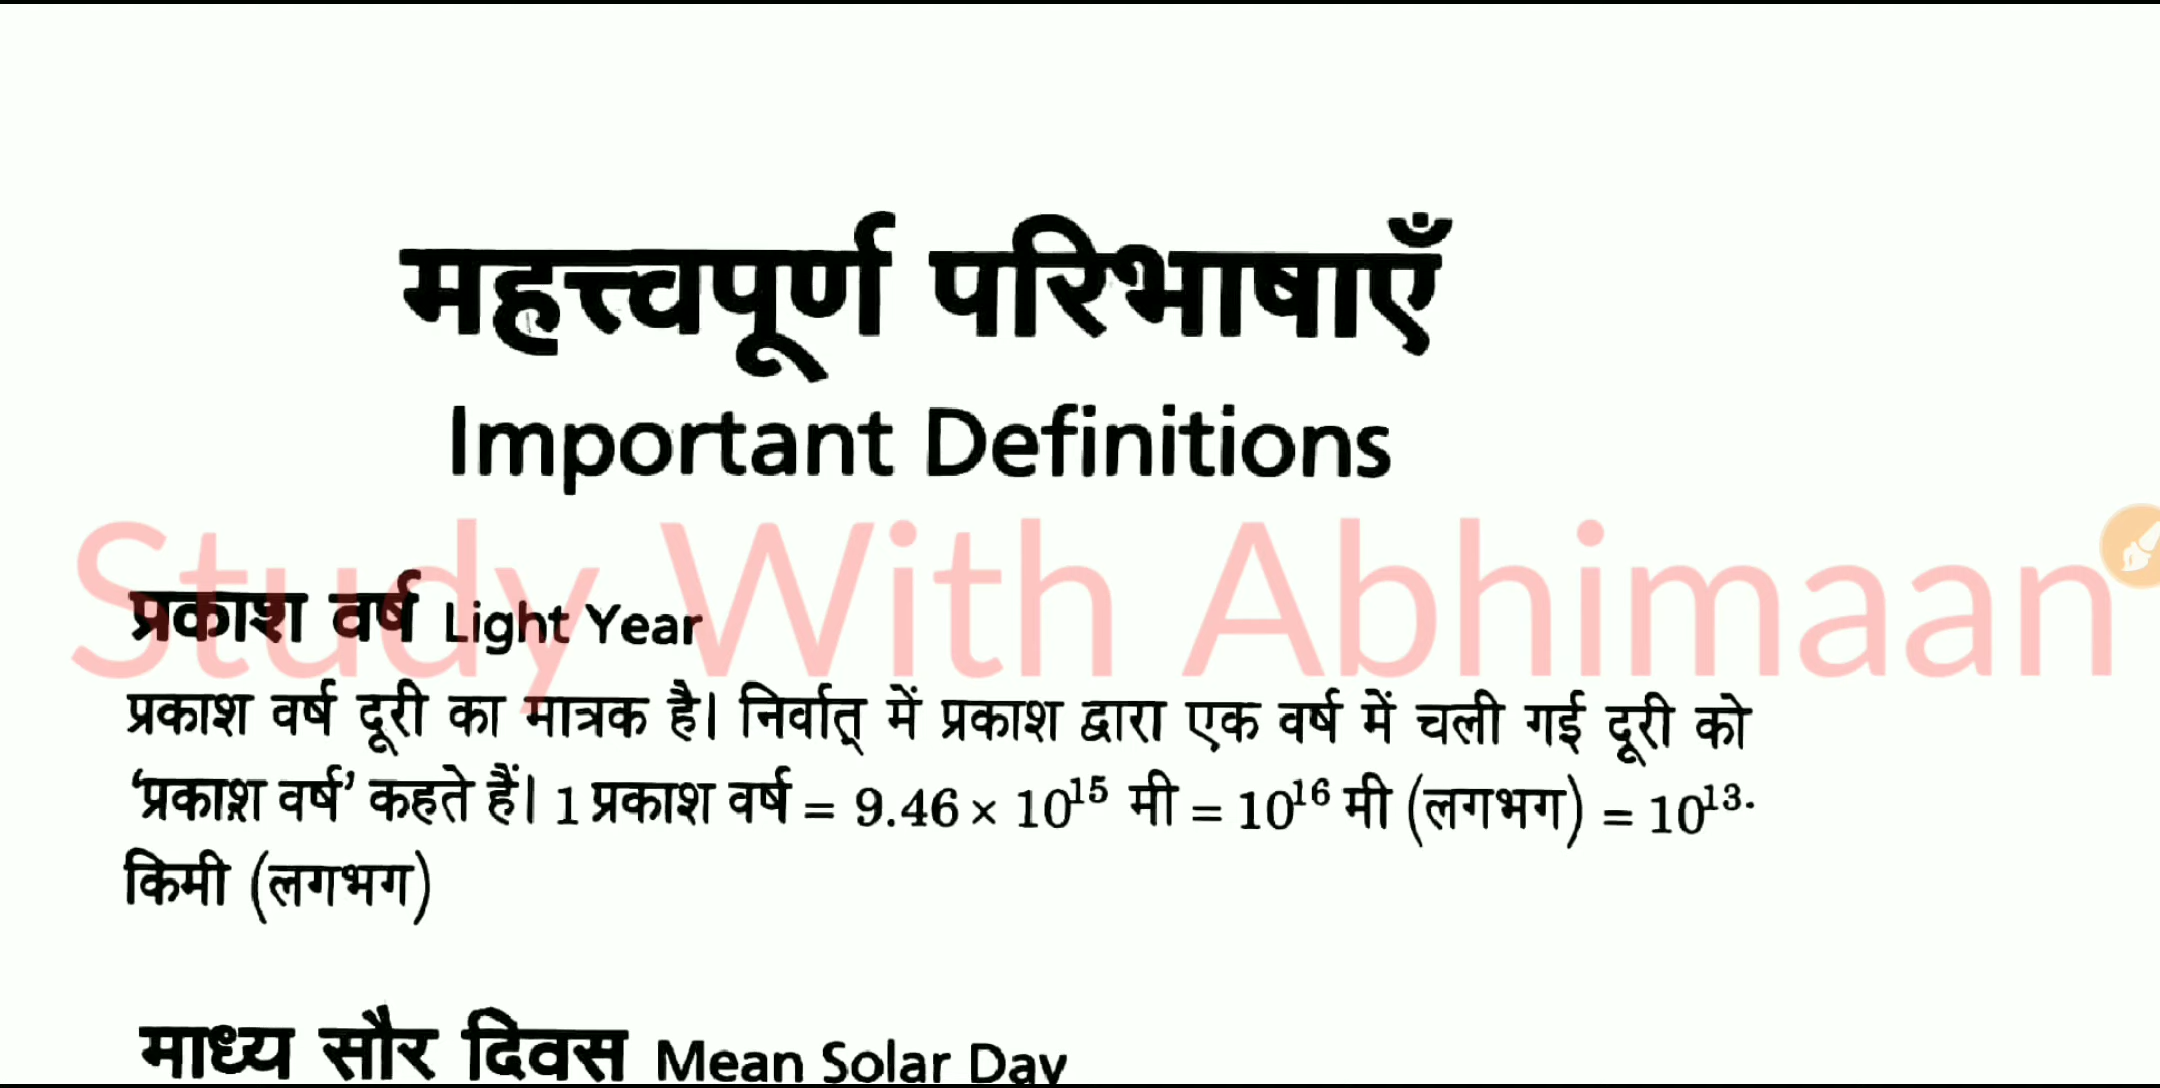 महत्त्वपूर्ण परिभाषाएँ
Important Definitions
Study With Abhimaan
प्रकाश वर्ष Light Year
प्रकाश वर्ष दूरी का मात्रक है। निर्वात् में प्रकाश द्वारा एक वर्ष में चली गई दूरी को
‘प्रकाश वर्ष’ कहते हैं। 1 प्रकाश वर्ष = 9.46 × 10¹⁵ मी = 10¹⁶ मी (लगभग) = 10¹³·
किमी (लगभग)
माध्य सौर दिवस Mean Solar Day